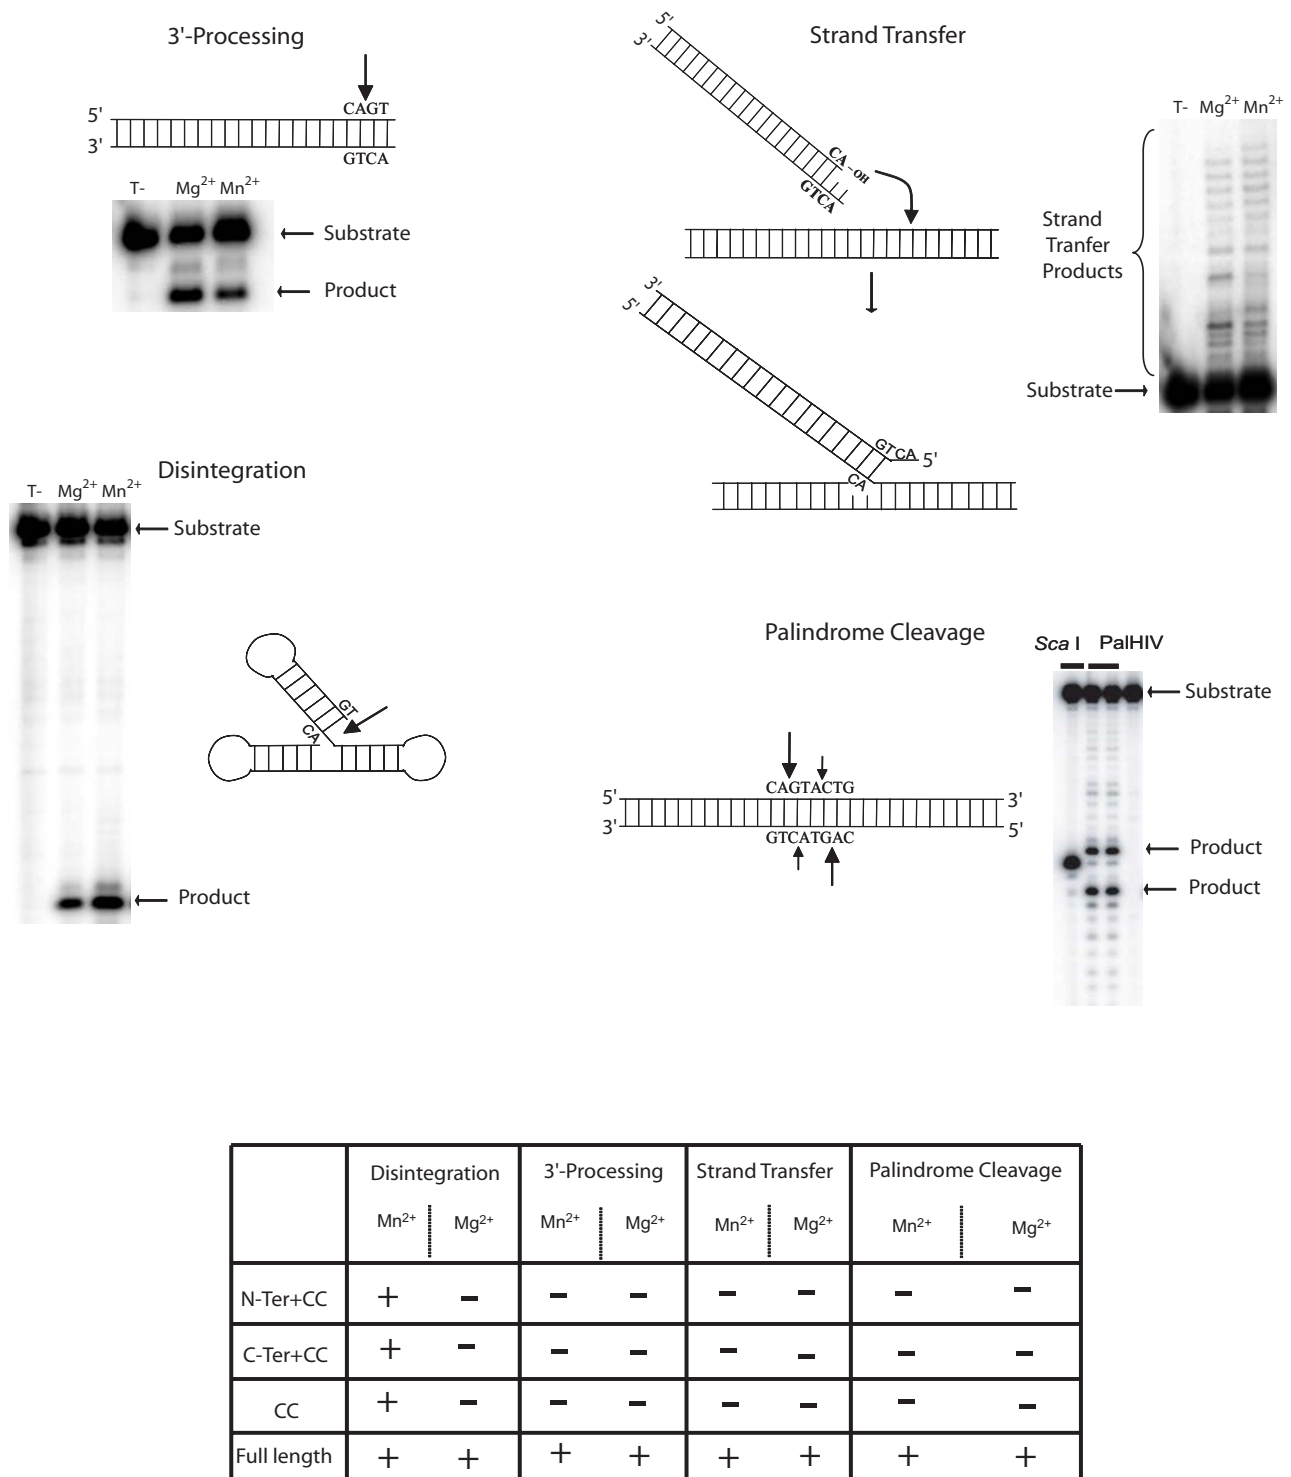 3'-Processing
CAGT
5'
3'
GTCA
T- Mg2+ Mn2+
Substrate
Product
Strand Transfer
5'
3'
CA-OH
GTCA
3'
5'
GTCA 5'
CA
T- Mg2+ Mn2+
Strand
Tranfer
Products
Substrate
Disintegration
T- Mg2+ Mn2+
Substrate
Product
GT
CA
Palindrome Cleavage
CAGTACTG
5' 3'
3' 5'
GTCATGAC
Sca I PalHIV
Substrate
Product
Product
Disintegration 3'-Processing Strand Transfer Palindrome Cleavage
Mn2+ Mg2+ Mn2+ Mg2+ Mn2+ Mg2+ Mn2+ Mg2+
N-Ter+CC + - - - - - - -
C-Ter+CC + - - - - - - -
CC + - - - - - - -
Full length + + + + + + + +